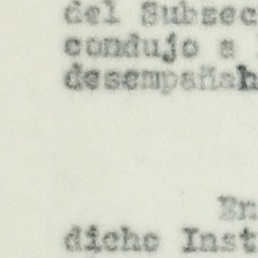 del Subsec
condujo a
desempeñah
En
dicho Inst